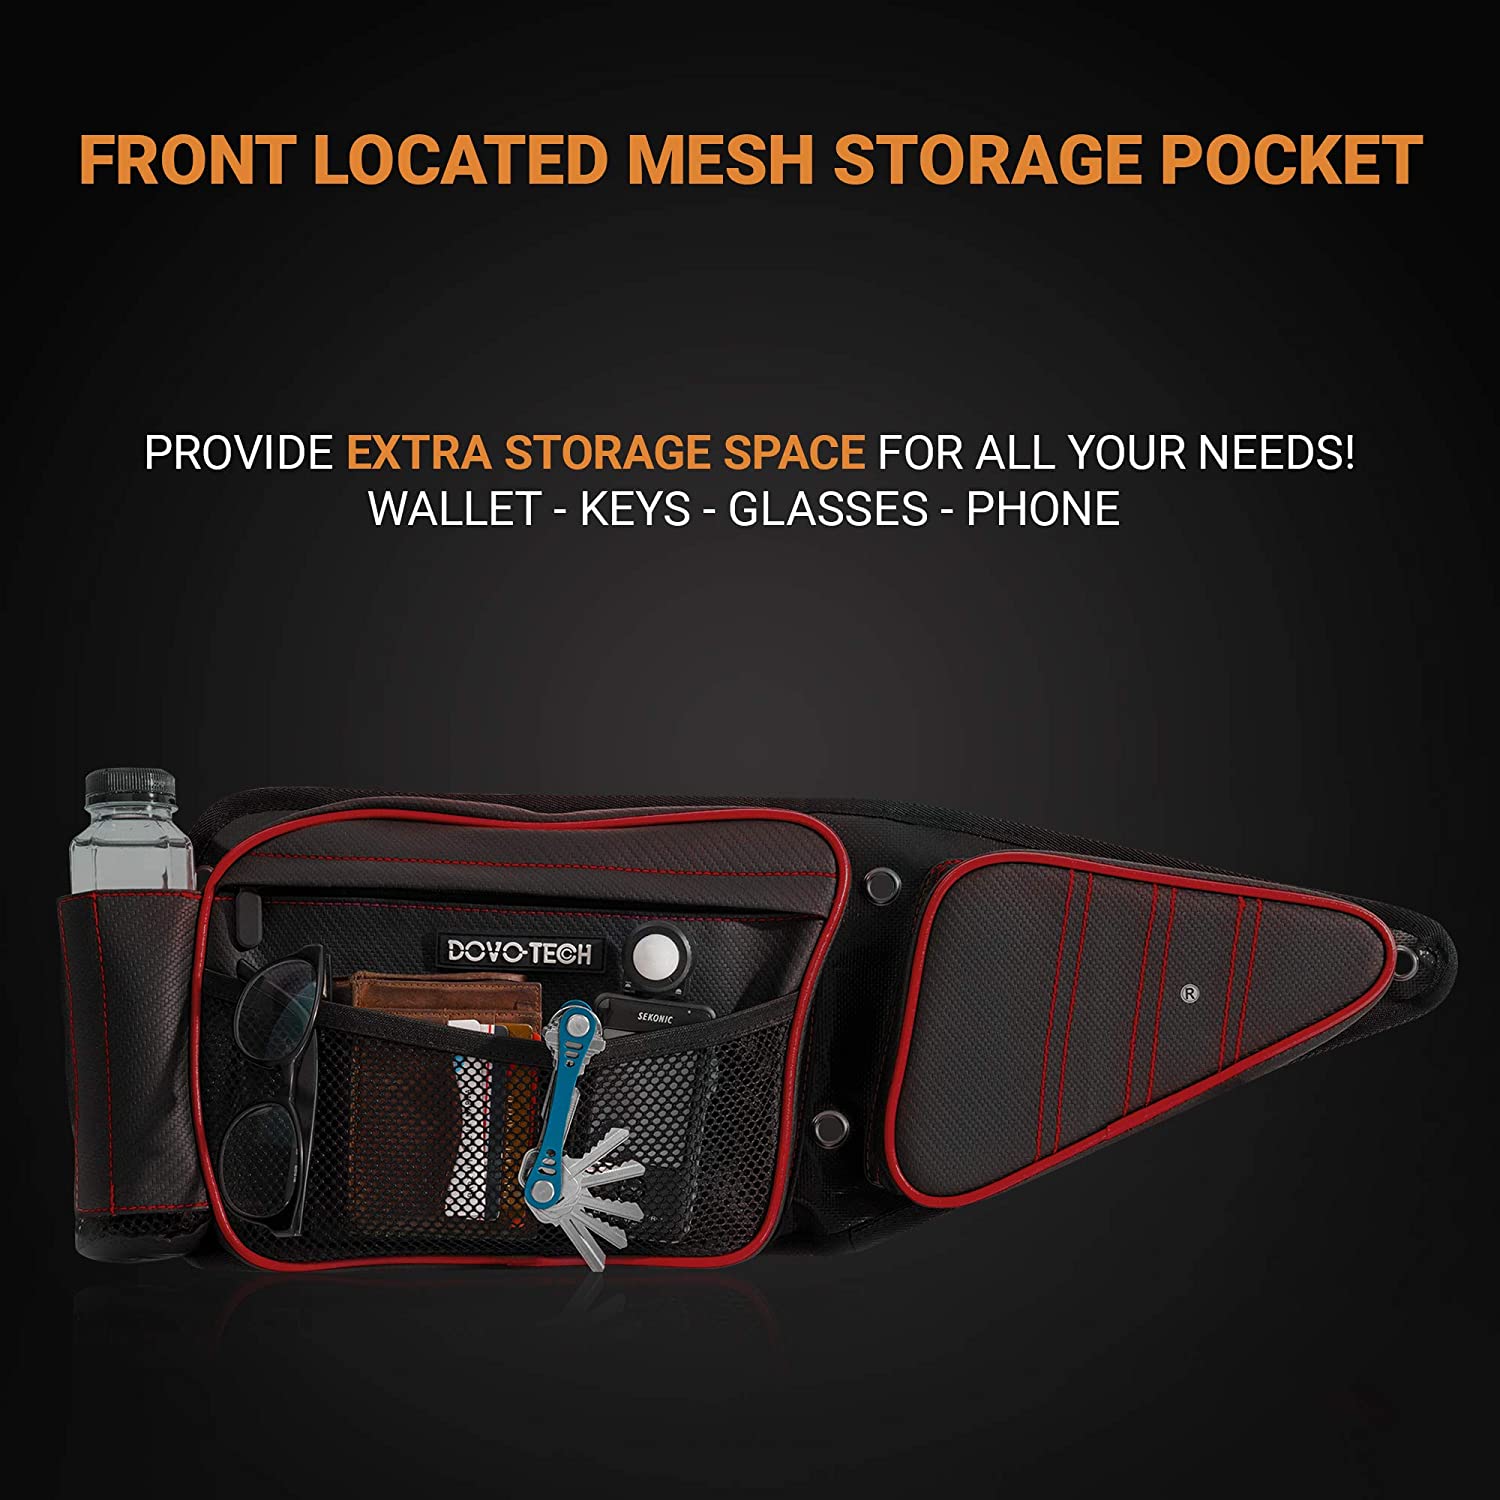 FRONT LOCATED MESH STORAGE POCKET
PROVIDE EXTRA STORAGE SPACE FOR ALL YOUR NEEDS!
WALLET - KEYS - GLASSES - PHONE
DOVO-TECH
SEKONIC
®